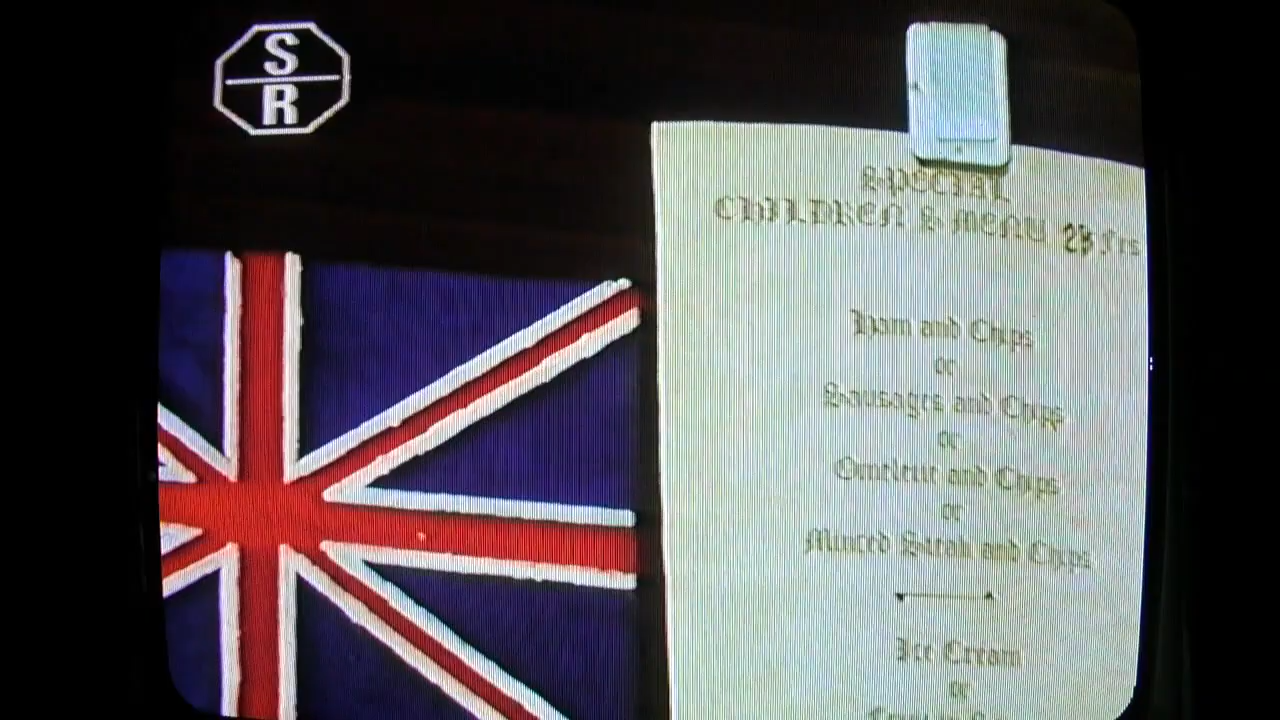 S
R
SPECIAL
CHILDREN'S MENU 25 Frs
Ham and Chips
or
Sausages and Chips
or
Omelette and Chips
or
Minced Steak and Chips
Ice Cream
or